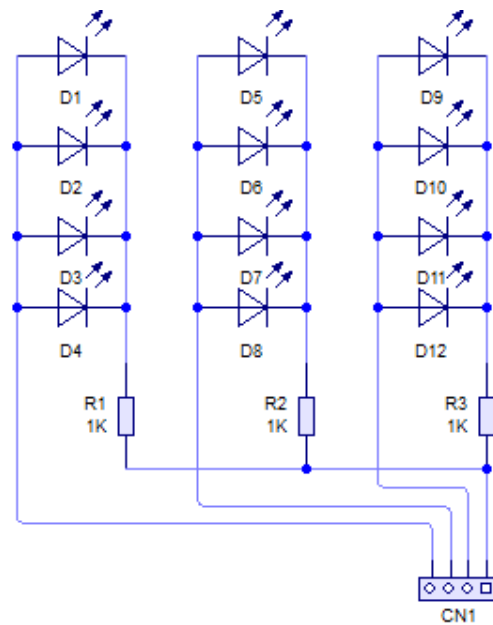 D1 D5 D9
D2 D6 D10
D3 D7 D11
D4 D8 D12
R1 R2 R3
1K 1K 1K
CN1